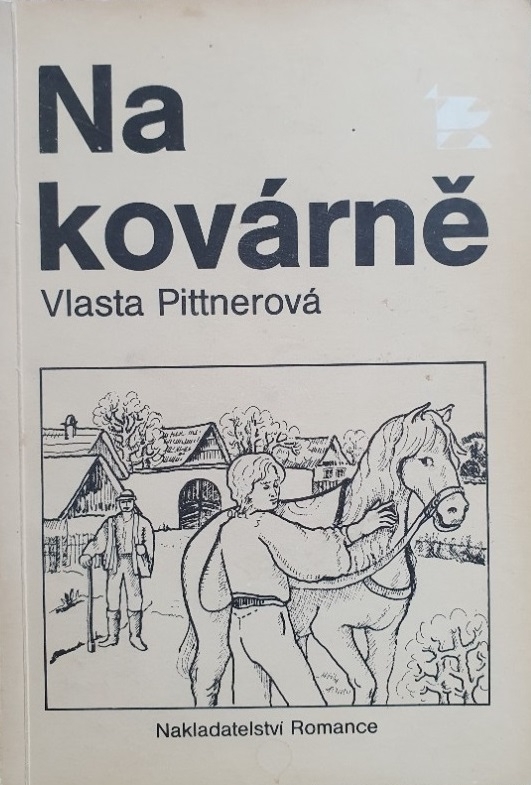 Na
kovárně
Vlasta Pittnerová
Nakladatelství Romance